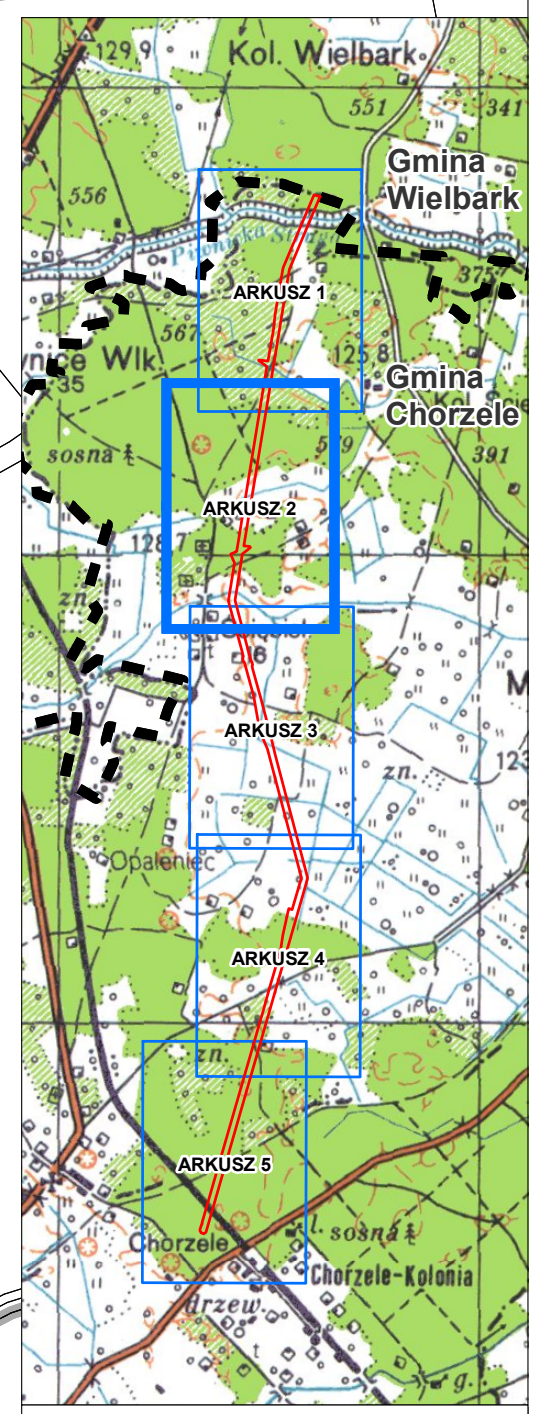 129,9
Kol. Wielbark
551
341
Gmina
Wielbark
556
375
ARKUSZ 1
567
125,8
Wlk
35
Gmina
Chorzele
579
sosna
391
ARKUSZ 2
128,7
zn.
6
t
M
ARKUSZ 3
zn.
123
Opaleniec
ARKUSZ 4
zn.
ARKUSZ 5
l. sosna
Chorzele
Chorzele-Kolonia
drzew.
t
g.